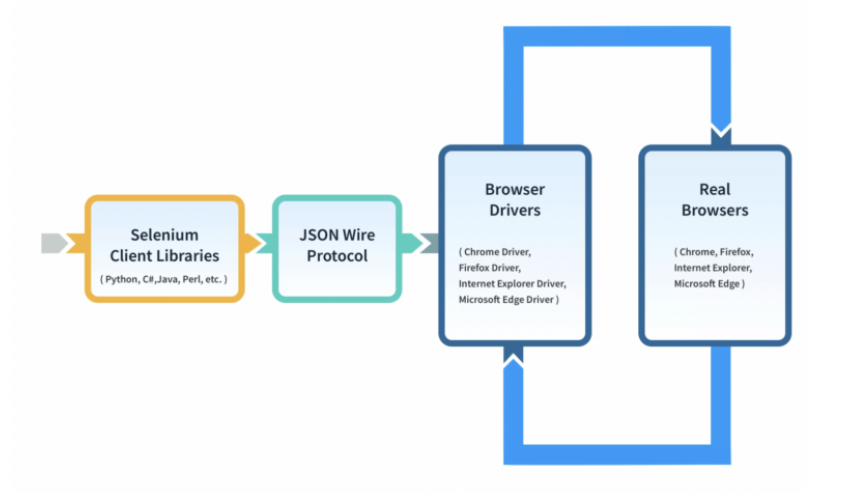 Selenium
Client Libraries
( Python, C#,Java, Perl, etc. )
JSON Wire
Protocol
Browser
Drivers
( Chrome Driver,
Firefox Driver,
Internet Explorer Driver,
Microsoft Edge Driver )
Real
Browsers
( Chrome, Firefox,
Internet Explorer,
Microsoft Edge )